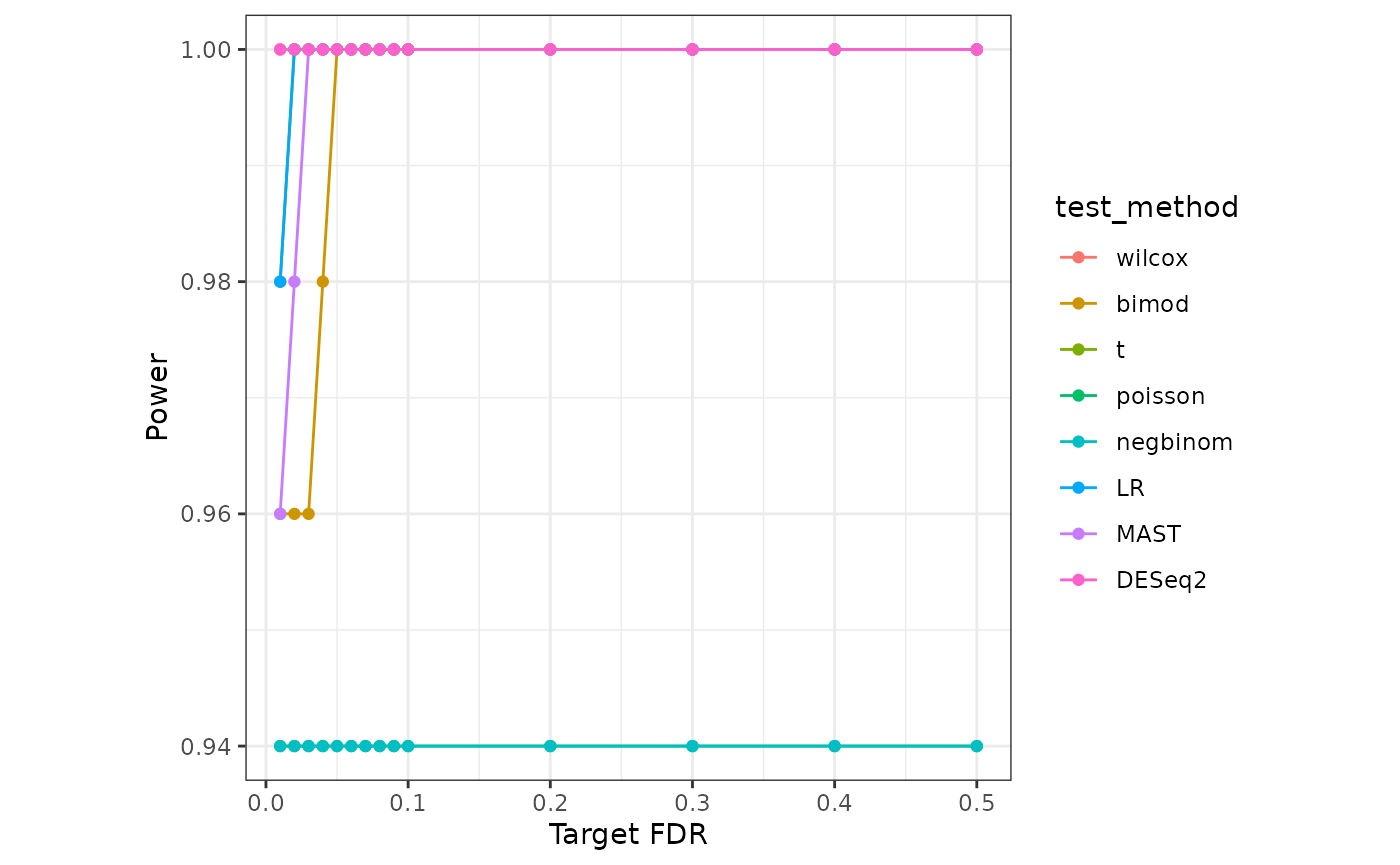 1.00
0.98
0.96
0.94
Power
0.0 0.1 0.2 0.3 0.4 0.5
Target FDR
test_method
wilcox
bimod
t
poisson
negbinom
LR
MAST
DESeq2